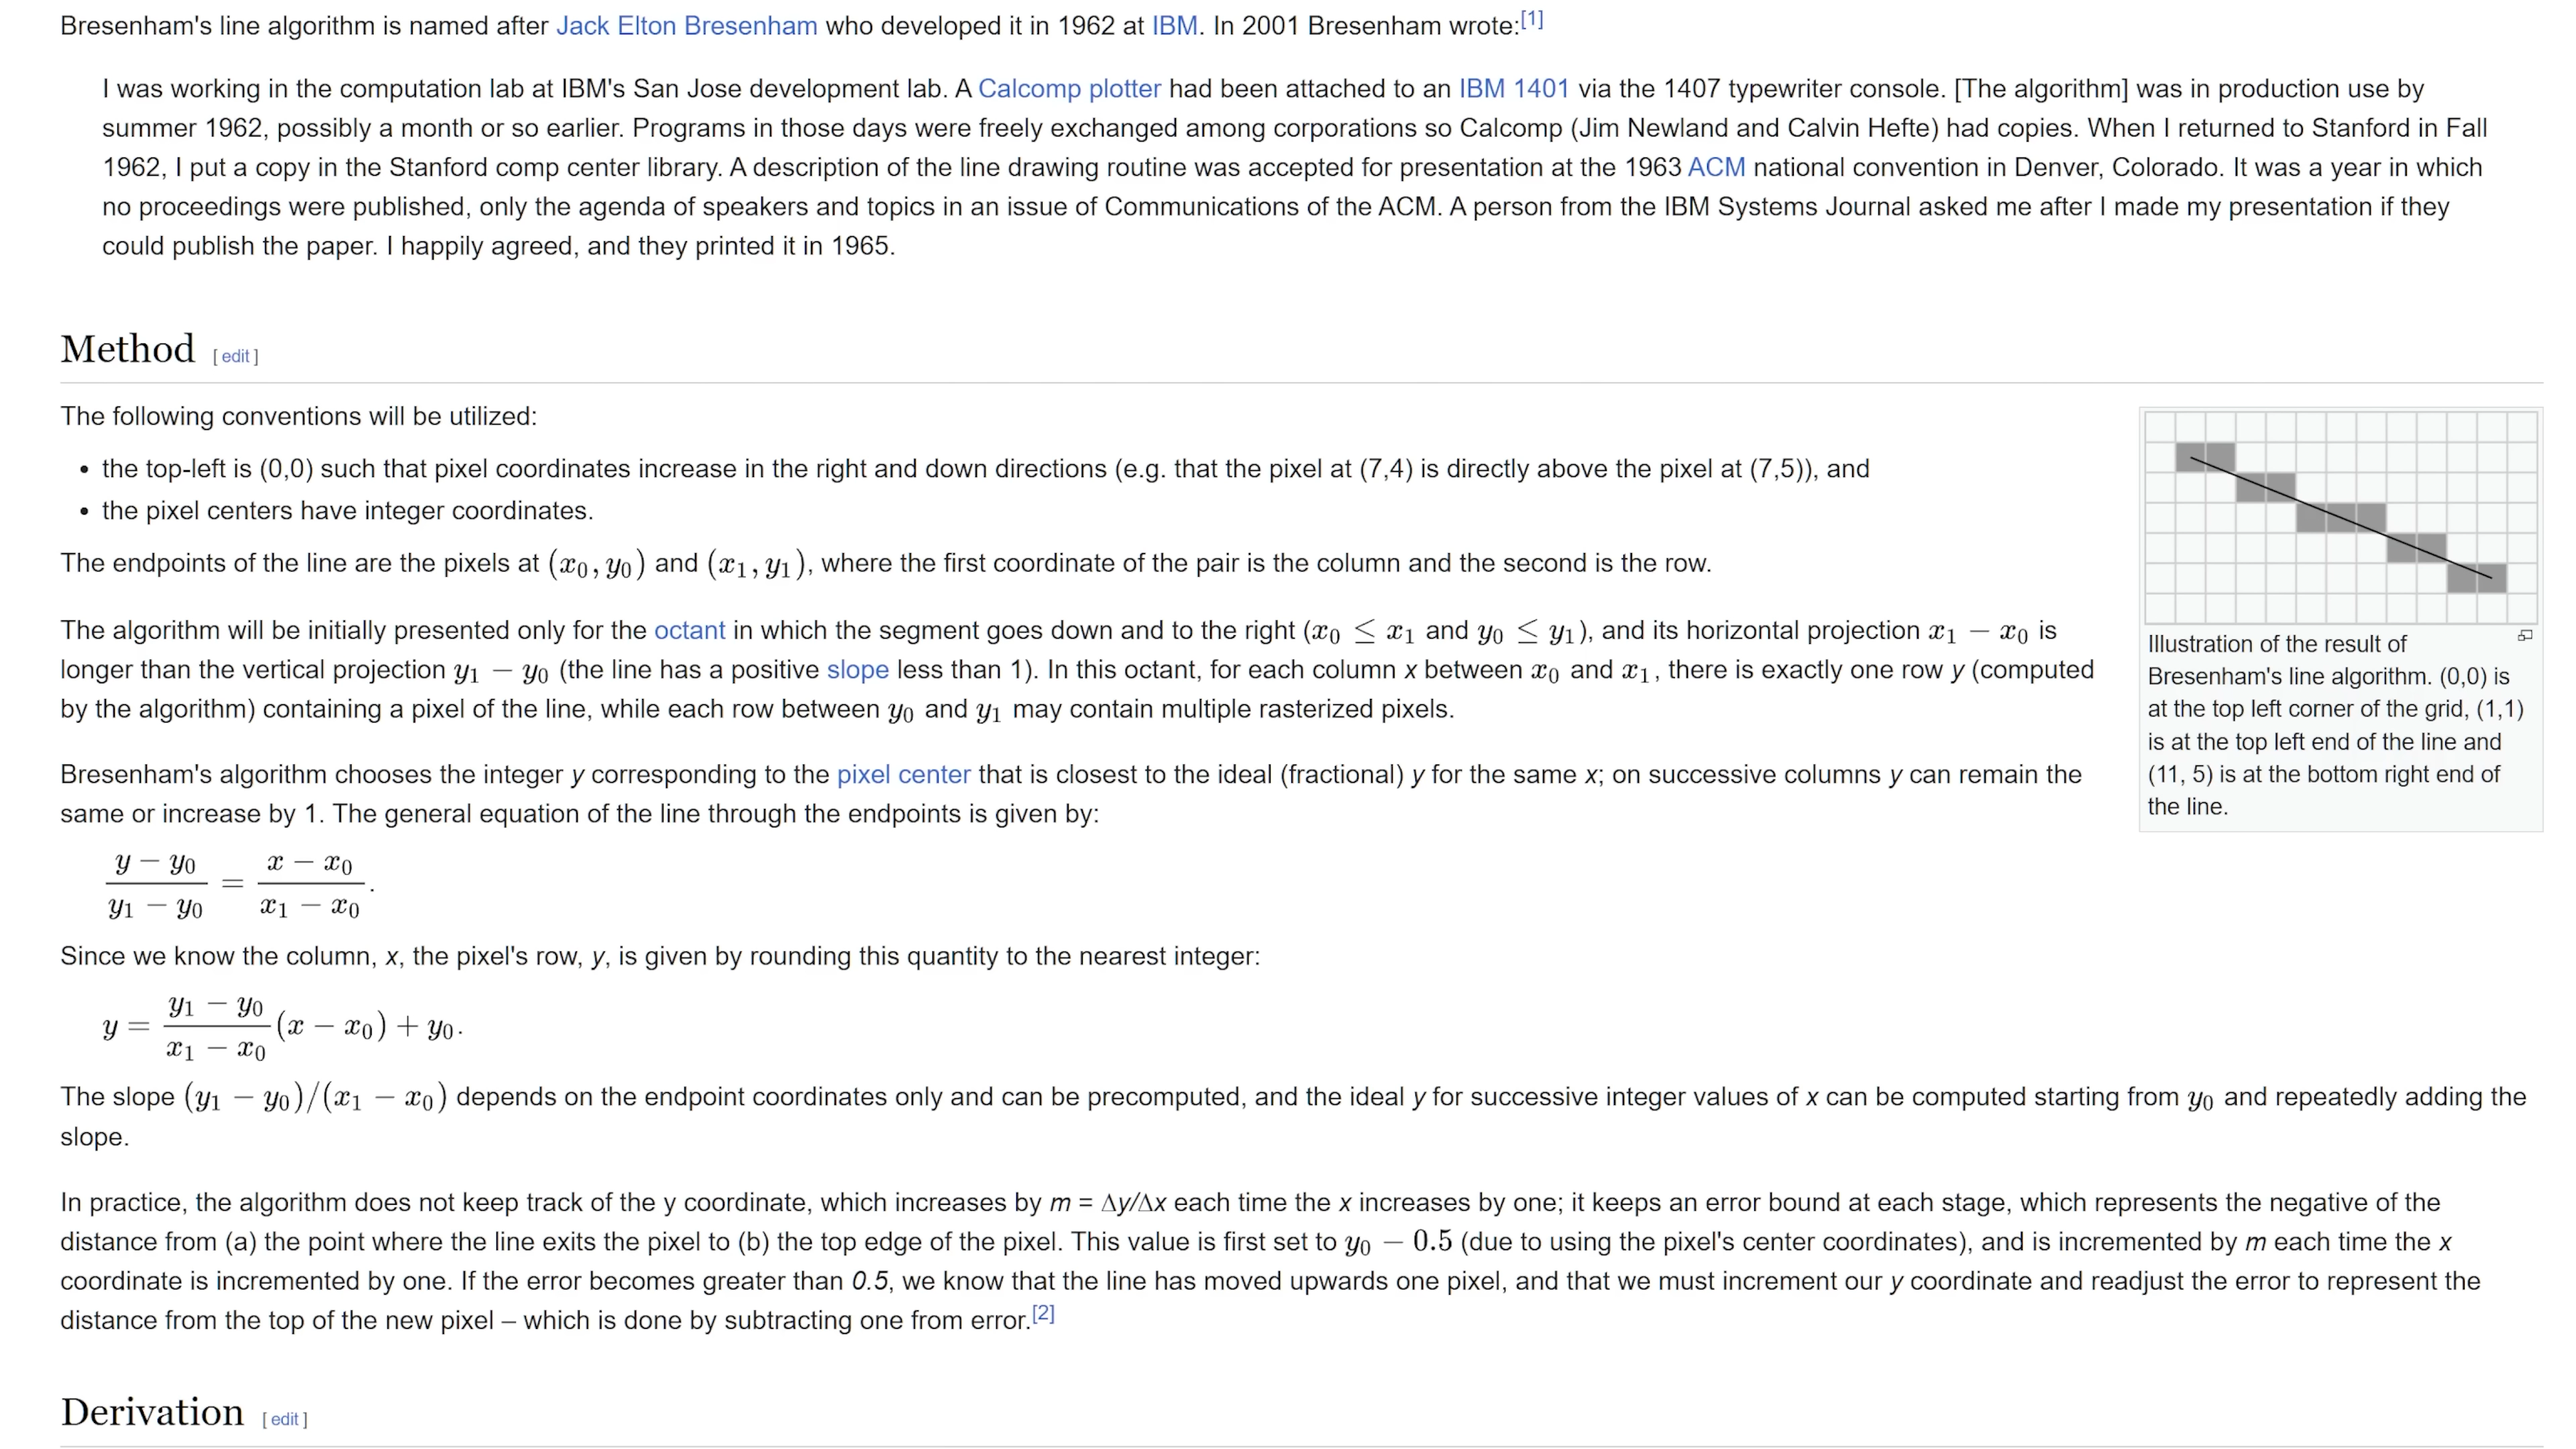 Bresenham's line algorithm is named after Jack Elton Bresenham who developed it in 1962 at IBM. In 2001 Bresenham wrote:[1]
I was working in the computation lab at IBM's San Jose development lab. A Calcomp plotter had been attached to an IBM 1401 via the 1407 typewriter console. [The algorithm] was in production use by
summer 1962, possibly a month or so earlier. Programs in those days were freely exchanged among corporations so Calcomp (Jim Newland and Calvin Hefte) had copies. When I returned to Stanford in Fall
1962, I put a copy in the Stanford comp center library. A description of the line drawing routine was accepted for presentation at the 1963 ACM national convention in Denver, Colorado. It was a year in which
no proceedings were published, only the agenda of speakers and topics in an issue of Communications of the ACM. A person from the IBM Systems Journal asked me after I made my presentation if they
could publish the paper. I happily agreed, and they printed it in 1965.
Method [ edit ]
The following conventions will be utilized:
• the top-left is (0,0) such that pixel coordinates increase in the right and down directions (e.g. that the pixel at (7,4) is directly above the pixel at (7,5)), and
• the pixel centers have integer coordinates.
The endpoints of the line are the pixels at (x₀, y₀) and (x₁, y₁), where the first coordinate of the pair is the column and the second is the row.
The algorithm will be initially presented only for the octant in which the segment goes down and to the right (x₀ ≤ x₁ and y₀ ≤ y₁), and its horizontal projection x₁ − x₀ is
longer than the vertical projection y₁ − y₀ (the line has a positive slope less than 1). In this octant, for each column x between x₀ and x₁, there is exactly one row y (computed
by the algorithm) containing a pixel of the line, while each row between y₀ and y₁ may contain multiple rasterized pixels.
Bresenham's algorithm chooses the integer y corresponding to the pixel center that is closest to the ideal (fractional) y for the same x; on successive columns y can remain the
same or increase by 1. The general equation of the line through the endpoints is given by:
(y − y₀)/(y₁ − y₀) = (x − x₀)/(x₁ − x₀).
Since we know the column, x, the pixel's row, y, is given by rounding this quantity to the nearest integer:
y = (y₁ − y₀)/(x₁ − x₀) (x − x₀) + y₀.
The slope (y₁ − y₀)/(x₁ − x₀) depends on the endpoint coordinates only and can be precomputed, and the ideal y for successive integer values of x can be computed starting from y₀ and repeatedly adding the
slope.
In practice, the algorithm does not keep track of the y coordinate, which increases by m = Δy/Δx each time the x increases by one; it keeps an error bound at each stage, which represents the negative of the
distance from (a) the point where the line exits the pixel to (b) the top edge of the pixel. This value is first set to y₀ − 0.5 (due to using the pixel's center coordinates), and is incremented by m each time the x
coordinate is incremented by one. If the error becomes greater than 0.5, we know that the line has moved upwards one pixel, and that we must increment our y coordinate and readjust the error to represent the
distance from the top of the new pixel – which is done by subtracting one from error.[2]
Illustration of the result of
Bresenham's line algorithm. (0,0) is
at the top left corner of the grid, (1,1)
is at the top left end of the line and
(11, 5) is at the bottom right end of
the line.
Derivation [ edit ]